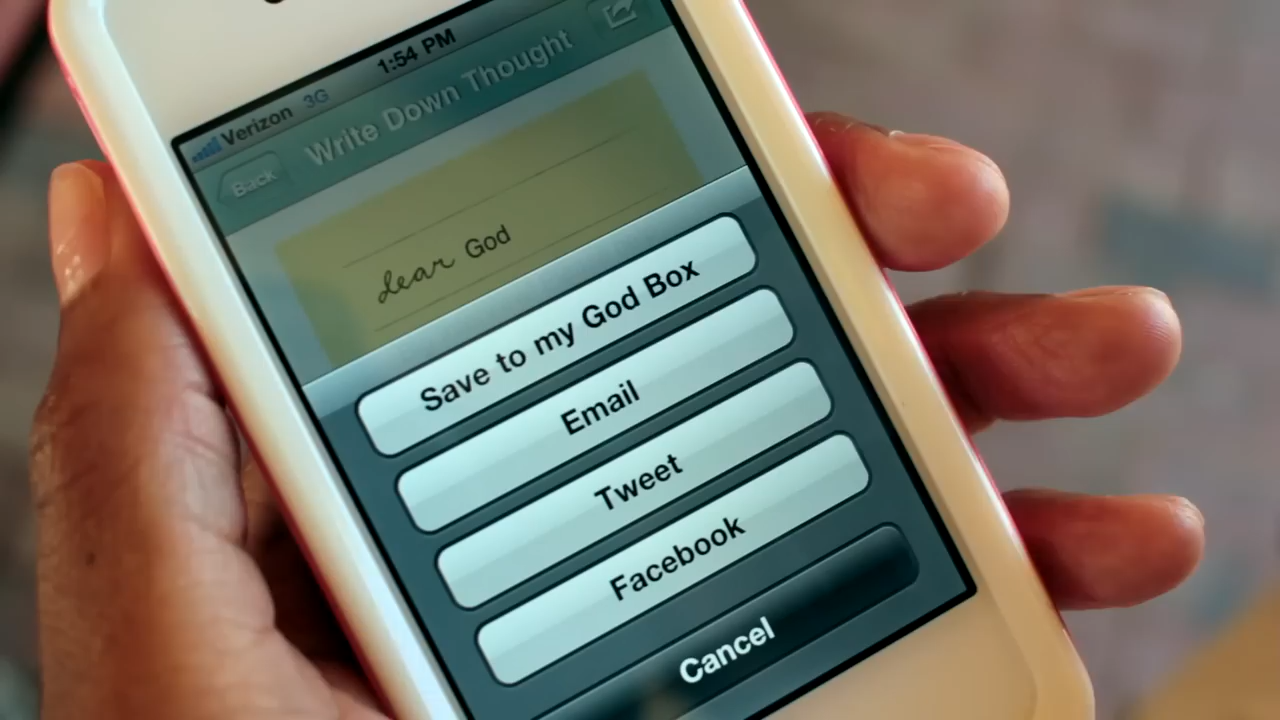 Verizon 3G 1:54 PM
Back Write Down Thought
dear God
Save to my God Box
Email
Tweet
Facebook
Cancel